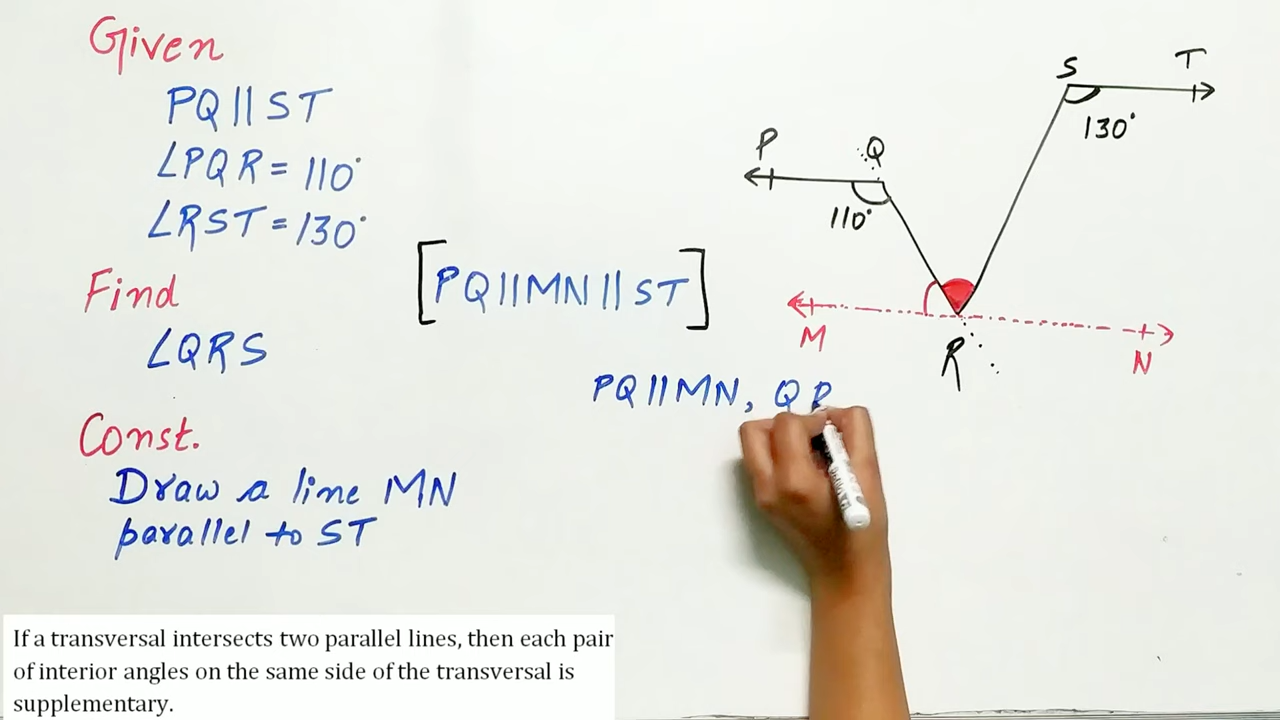 Given
PQ || ST
∠PQR = 110°
∠RST = 130°
Find
∠QRS
Const.
Draw a line MN
parallel to ST
[PQ || MN || ST]
PQ || MN, QR
S T
130°
P Q
110°
M R N
If a transversal intersects two parallel lines, then each pair
of interior angles on the same side of the transversal is
supplementary.